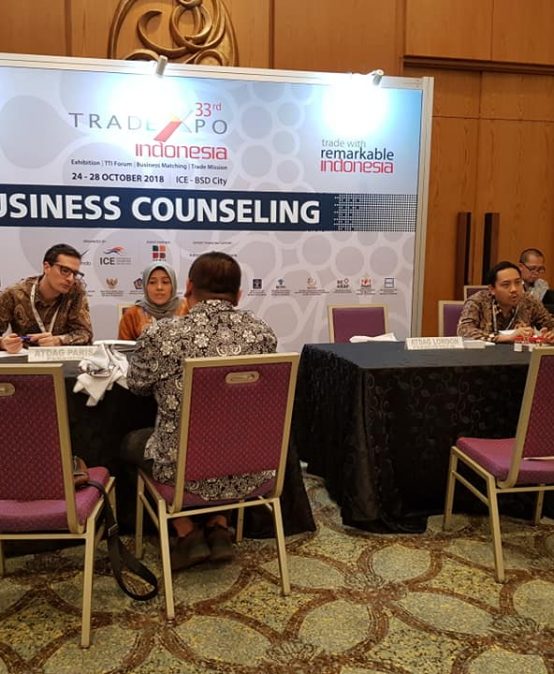 33rd
TRADEXPO
indonesia
Exhibition | TTI Forum | Business Matching | Trade Mission
24 - 28 OCTOBER 2018 | ICE - BSD City
trade with
remarkable
indonesia
USINESS COUNSELING
ICE
ATDAG PARIS
ATDAG LONDON